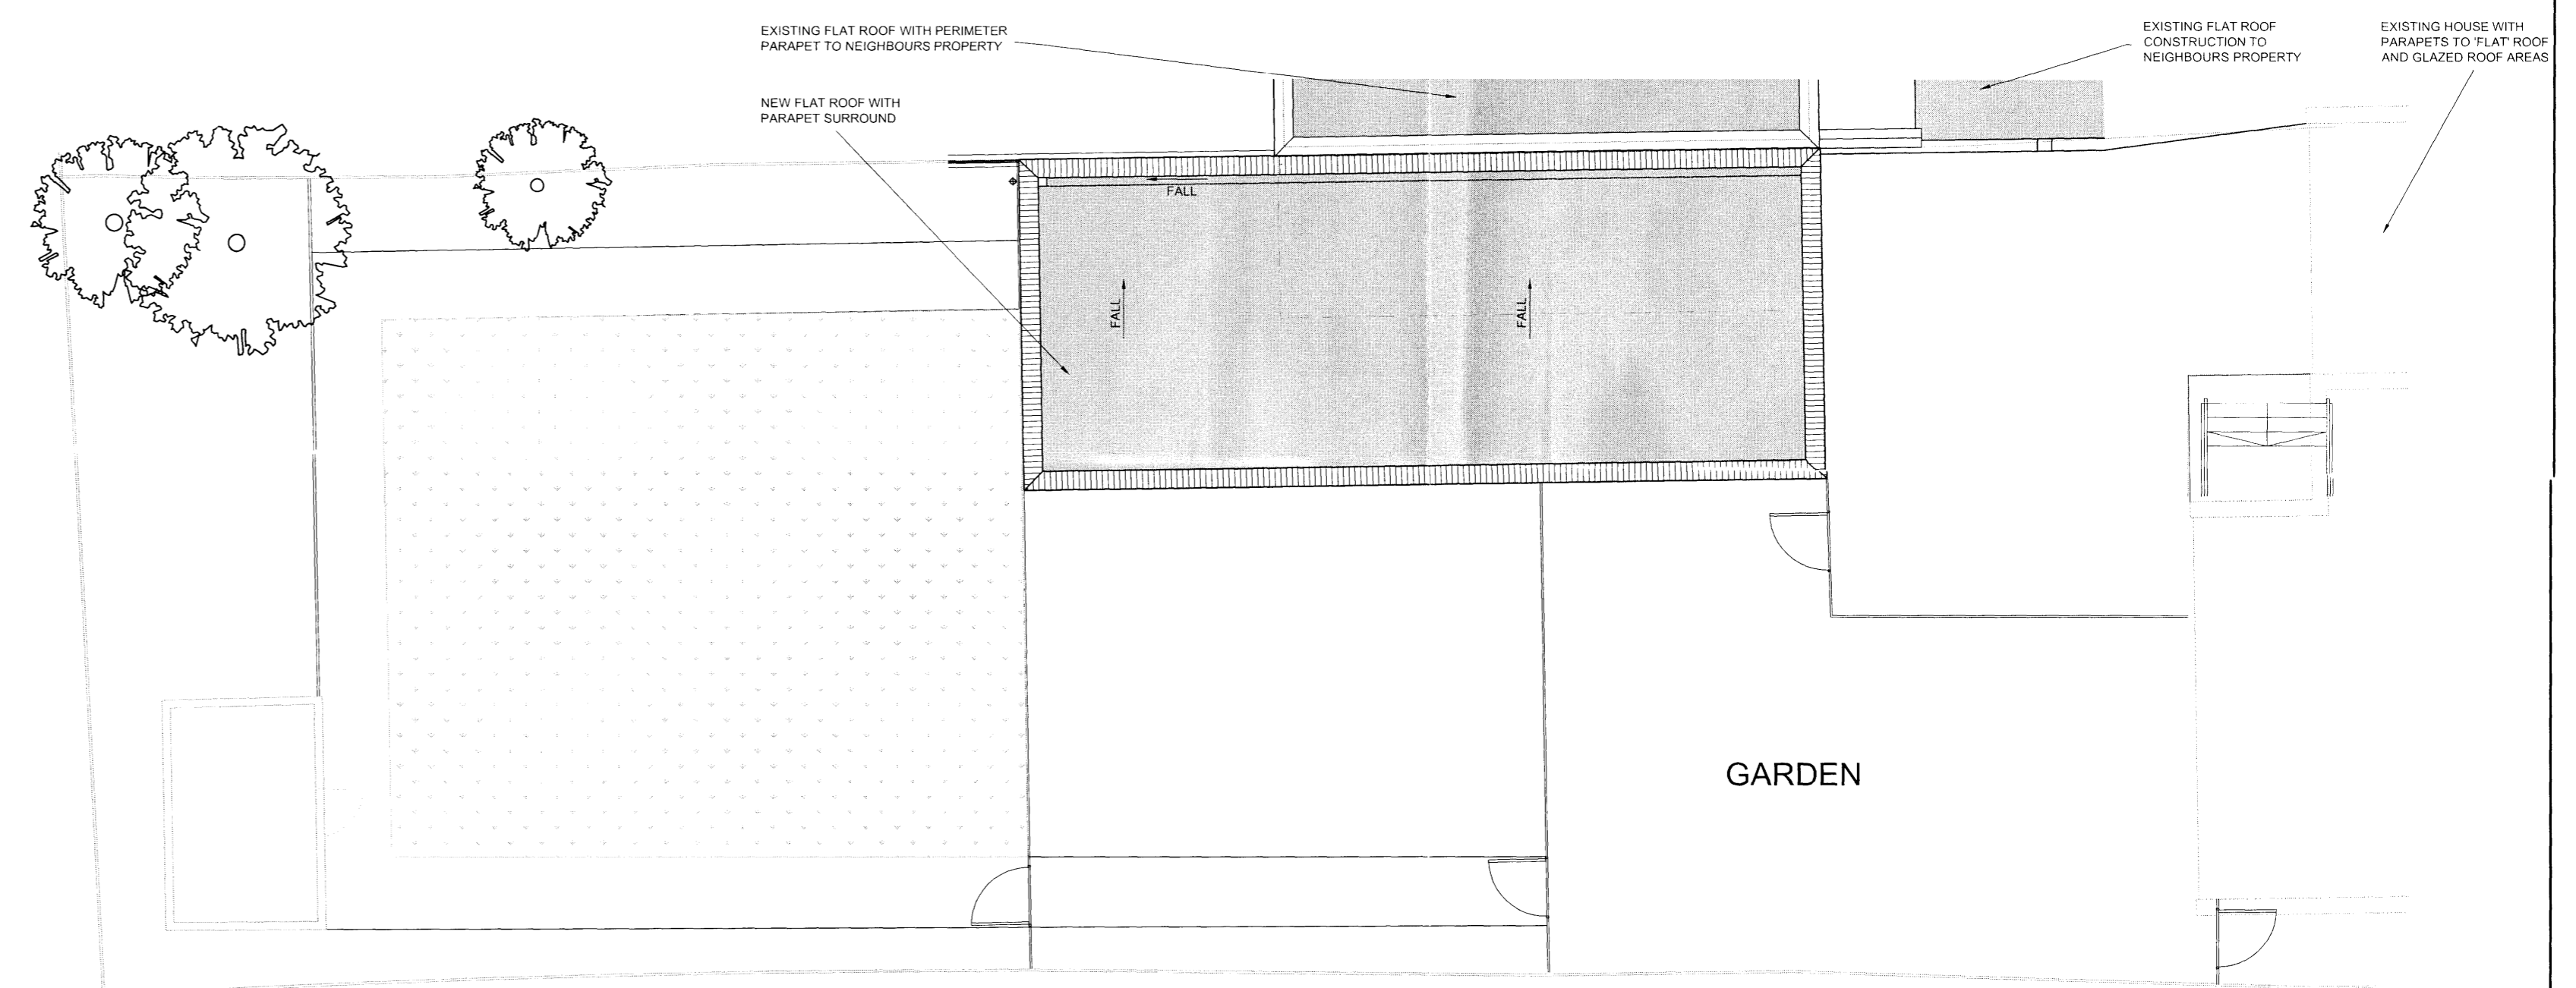 EXISTING FLAT ROOF WITH PERIMETER
PARAPET TO NEIGHBOURS PROPERTY
EXISTING FLAT ROOF
CONSTRUCTION TO
NEIGHBOURS PROPERTY
EXISTING HOUSE WITH
PARAPETS TO 'FLAT' ROOF
AND GLAZED ROOF AREAS
NEW FLAT ROOF WITH
PARAPET SURROUND
FALL
FALL
FALL
GARDEN